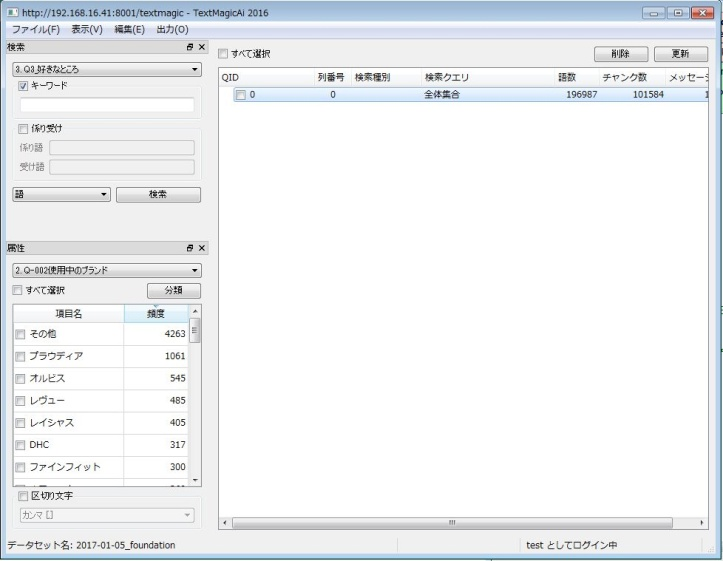 http://192.168.16.41:8001/textmagic - TextMagicAi 2016
ファイル(F) 表示(V) 編集(E) 出力(O)
検索
3. Q3_好きなところ
キーワード
係り受け
係り語
受け語
語 検索
属性
2. Q-002使用中のブランド
すべて選択 分類
項目名 頻度
その他 4263
プラウディア 1061
オルビス 545
レヴュー 485
レイシャス 405
DHC 317
ファインフィット 300
区切り文字
カンマ [,]
すべて選択 削除 更新
QID 列番号 検索種別 検索クエリ 語数 チャンク数 メッセージ
0 0 全体集合 196987 101584 1
データセット名: 2017-01-05_foundation
test としてログイン中